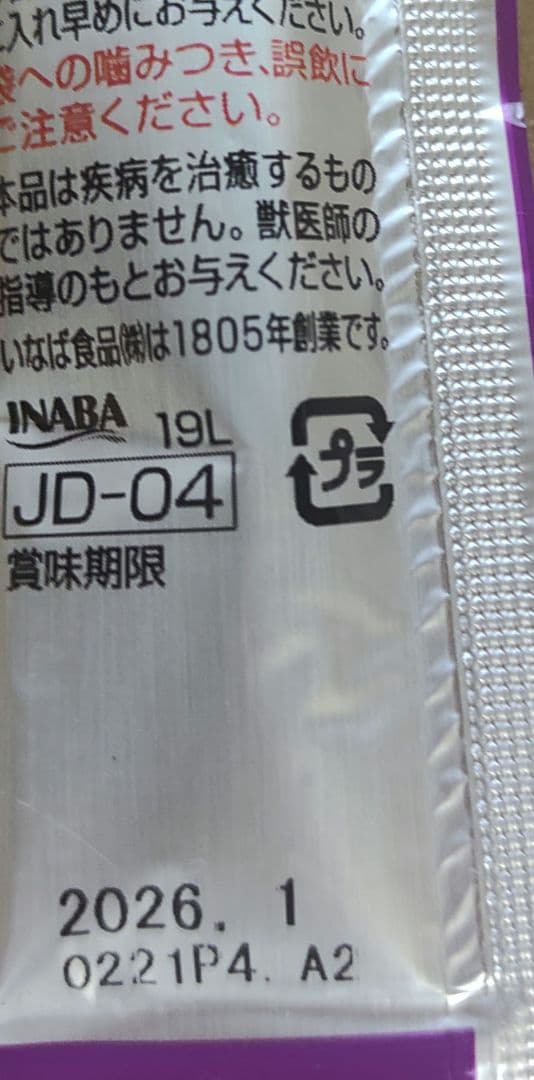 入れ早めにお与えください。
袋への噛みつき、誤飲に
ご注意ください。
本品は疾病を治癒するもの
ではありません。獣医師の
指導のもとお与えください。
いなば食品㈱は1805年創業です。
INABA 19L
プラ
JD-04
賞味期限
2026. 1
0221P4. A2